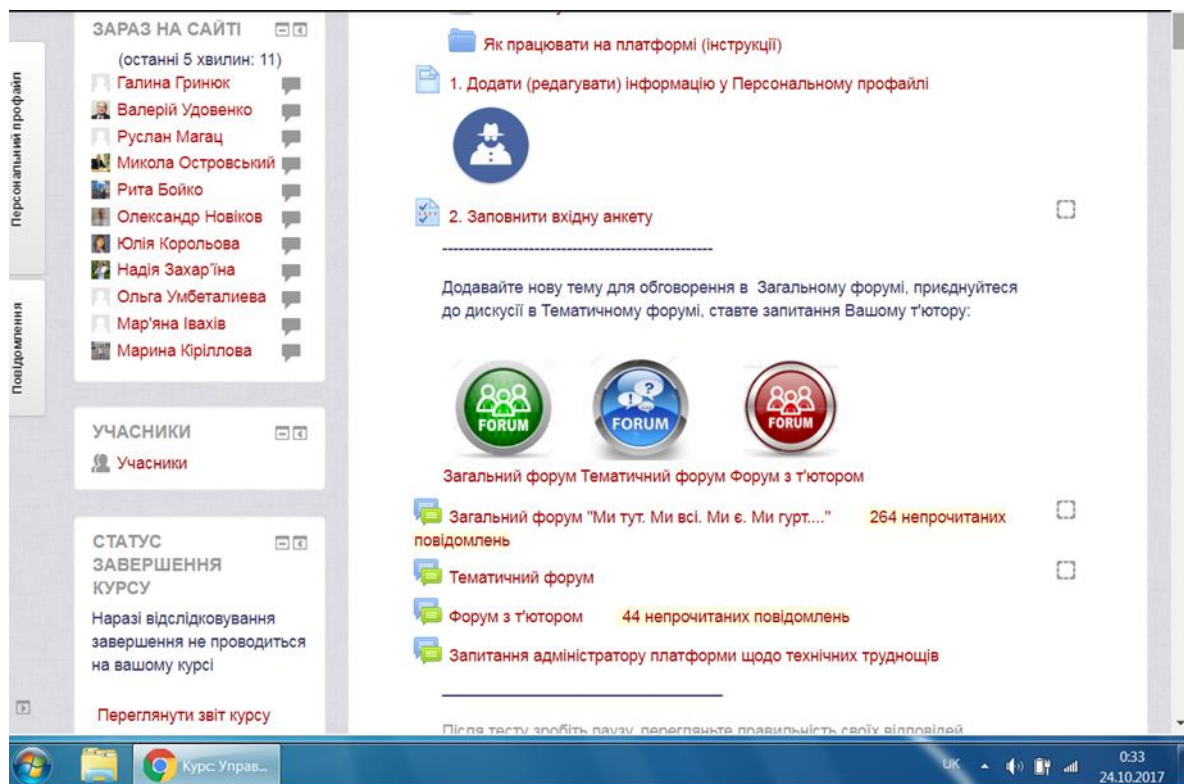 Персональний профайл
Повідомлення
ЗАРАЗ НА САЙТІ
(останні 5 хвилин: 11)
Галина Гринюк
Валерій Удовенко
Руслан Магац
Микола Островський
Рита Бойко
Олександр Новіков
Юлія Корольова
Надія Захар'їна
Ольга Умбеталиева
Мар'яна Івахів
Марина Кіріллова
УЧАСНИКИ
Учасники
СТАТУС
ЗАВЕРШЕННЯ
КУРСУ
Наразі відслідковування
завершення не проводиться
на вашому курсі
Переглянути звіт курсу
Як працювати на платформі (інструкції)
1. Додати (редагувати) інформацію у Персональному профайлі
2. Заповнити вхідну анкету
---------------------------------------------------
Додавайте нову тему для обговорення в Загальному форумі, приєднуйтеся
до дискусії в Тематичному форумі, ставте запитання Вашому т'ютору:
FORUM FORUM FORUM
Загальний форум Тематичний форум Форум з т'ютором
Загальний форум "Ми тут. Ми всі. Ми є. Ми гурт...." 264 непрочитаних
повідомлень
Тематичний форум
Форум з т'ютором 44 непрочитаних повідомлень
Запитання адміністратору платформи щодо технічних труднощів
Після тесту зробіть паузу, перегляньте правильність своїх відповідей
Курс: Управ...
UK
0:33
24.10.2017